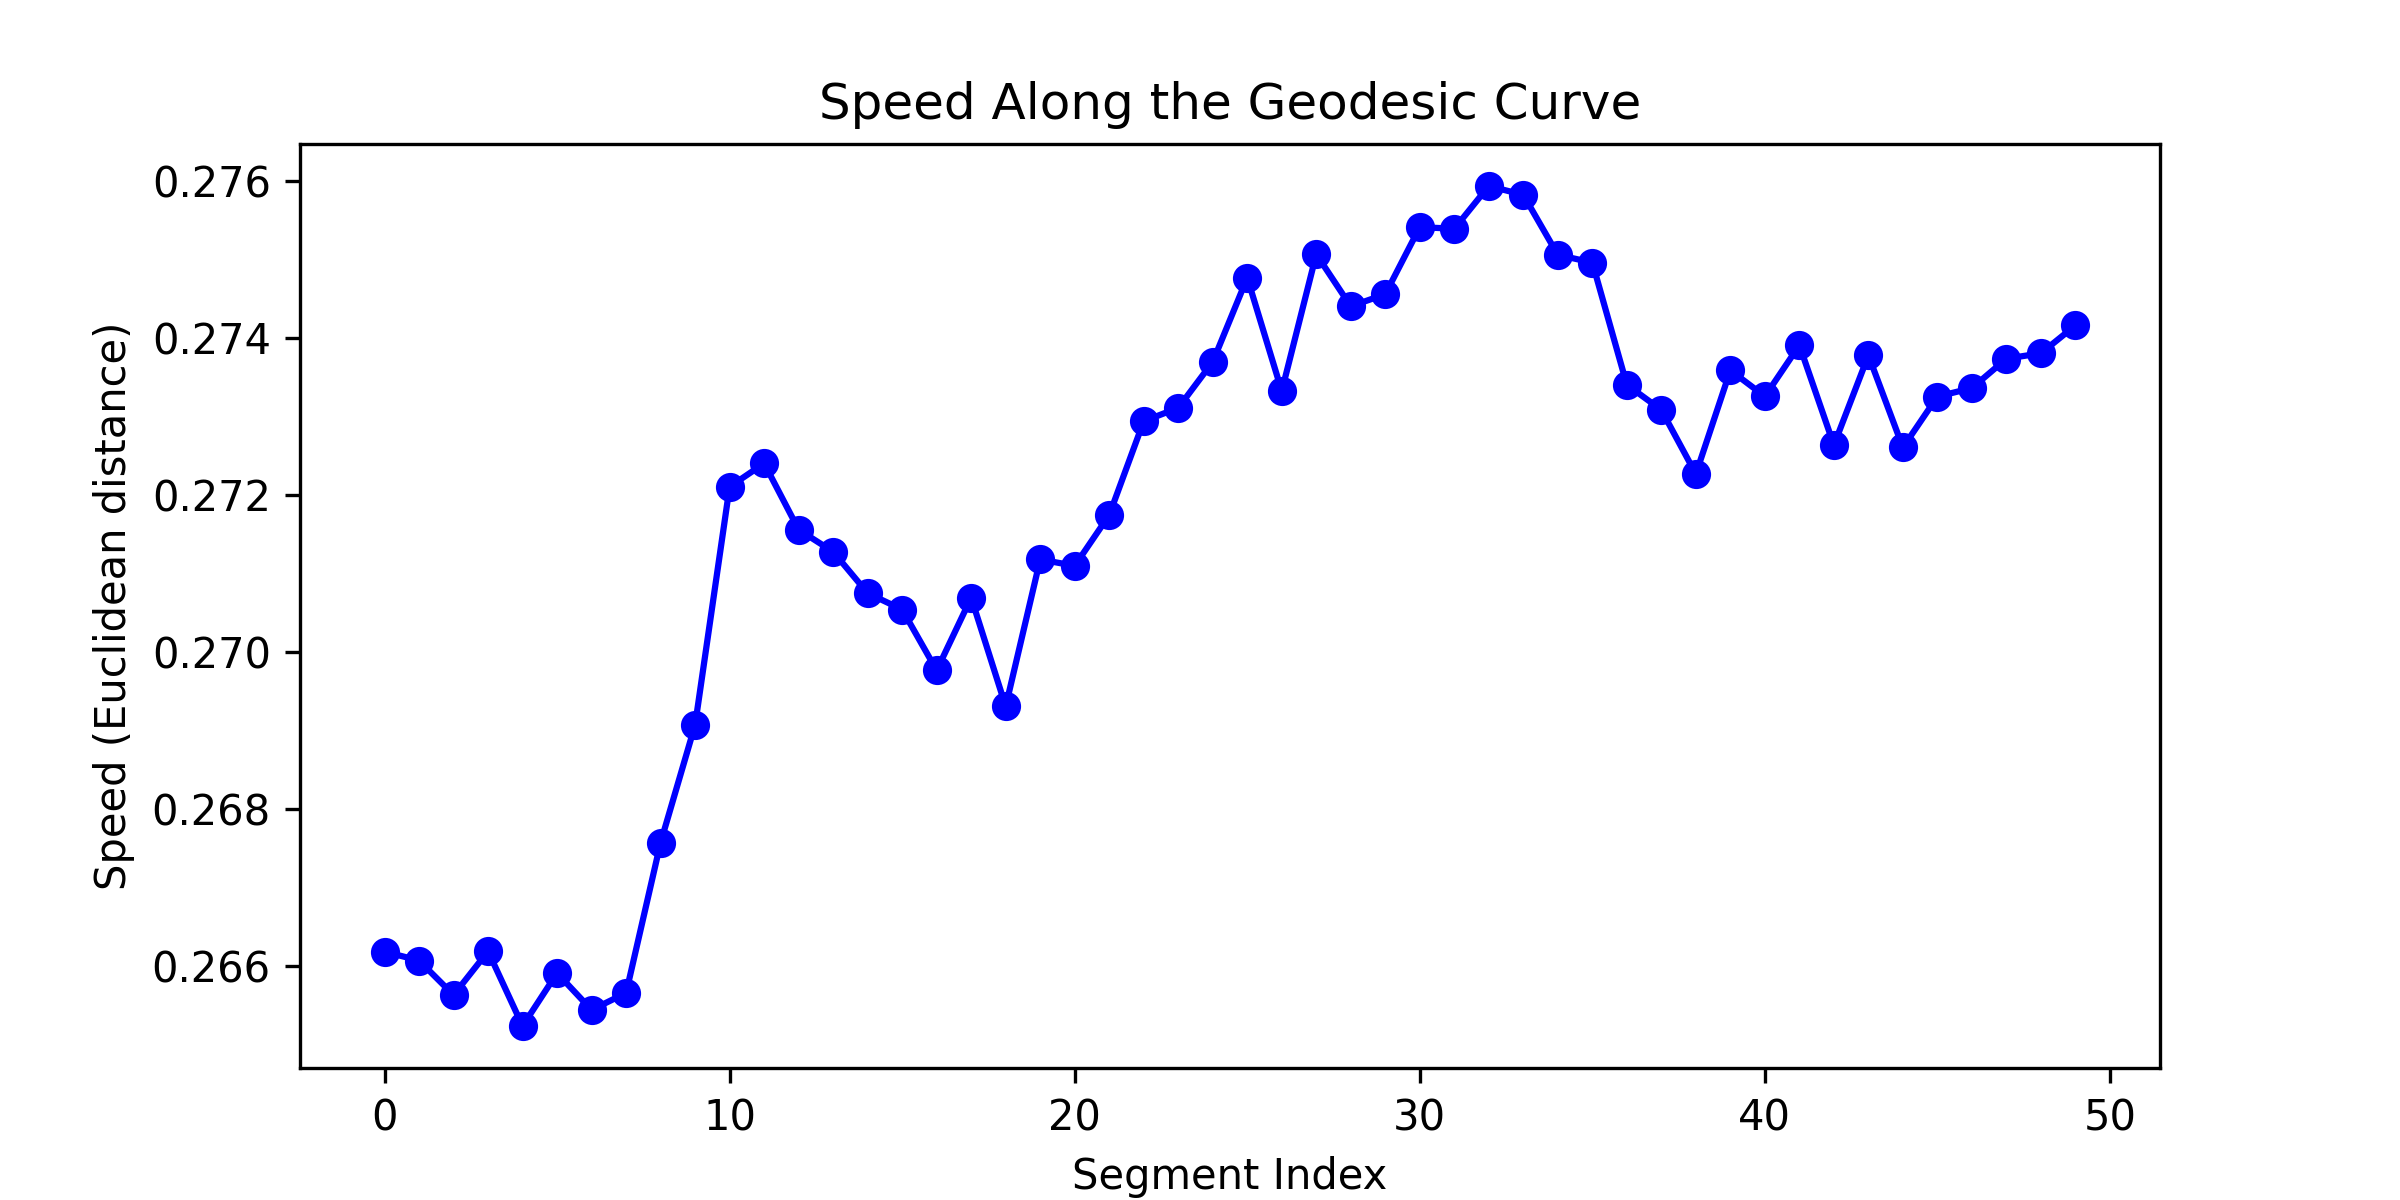 Speed Along the Geodesic Curve
0.276
0.274
0.272
0.270
0.268
0.266
Speed (Euclidean distance)
0 10 20 30 40 50
Segment Index